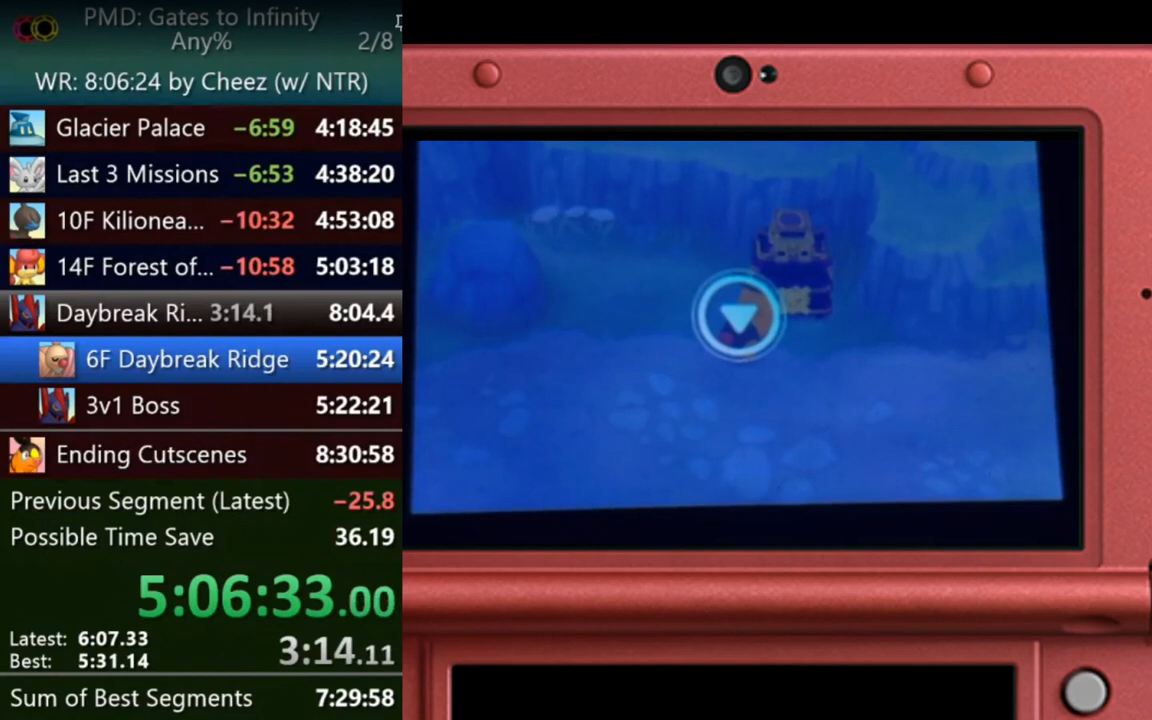 PMD: Gates to Infinity
Any% 2/8
WR: 8:06:24 by Cheez (w/ NTR)
Glacier Palace −6:59 4:18:45
Last 3 Missions −6:53 4:38:20
10F Kilionea... −10:32 4:53:08
14F Forest of... −10:58 5:03:18
Daybreak Ri... 3:14.1 8:04.4
6F Daybreak Ridge 5:20:24
3v1 Boss 5:22:21
Ending Cutscenes 8:30:58
Previous Segment (Latest) −25.8
Possible Time Save 36.19
5:06:33.00
Latest: 6:07.33
Best: 5:31.14
3:14.11
Sum of Best Segments 7:29:58